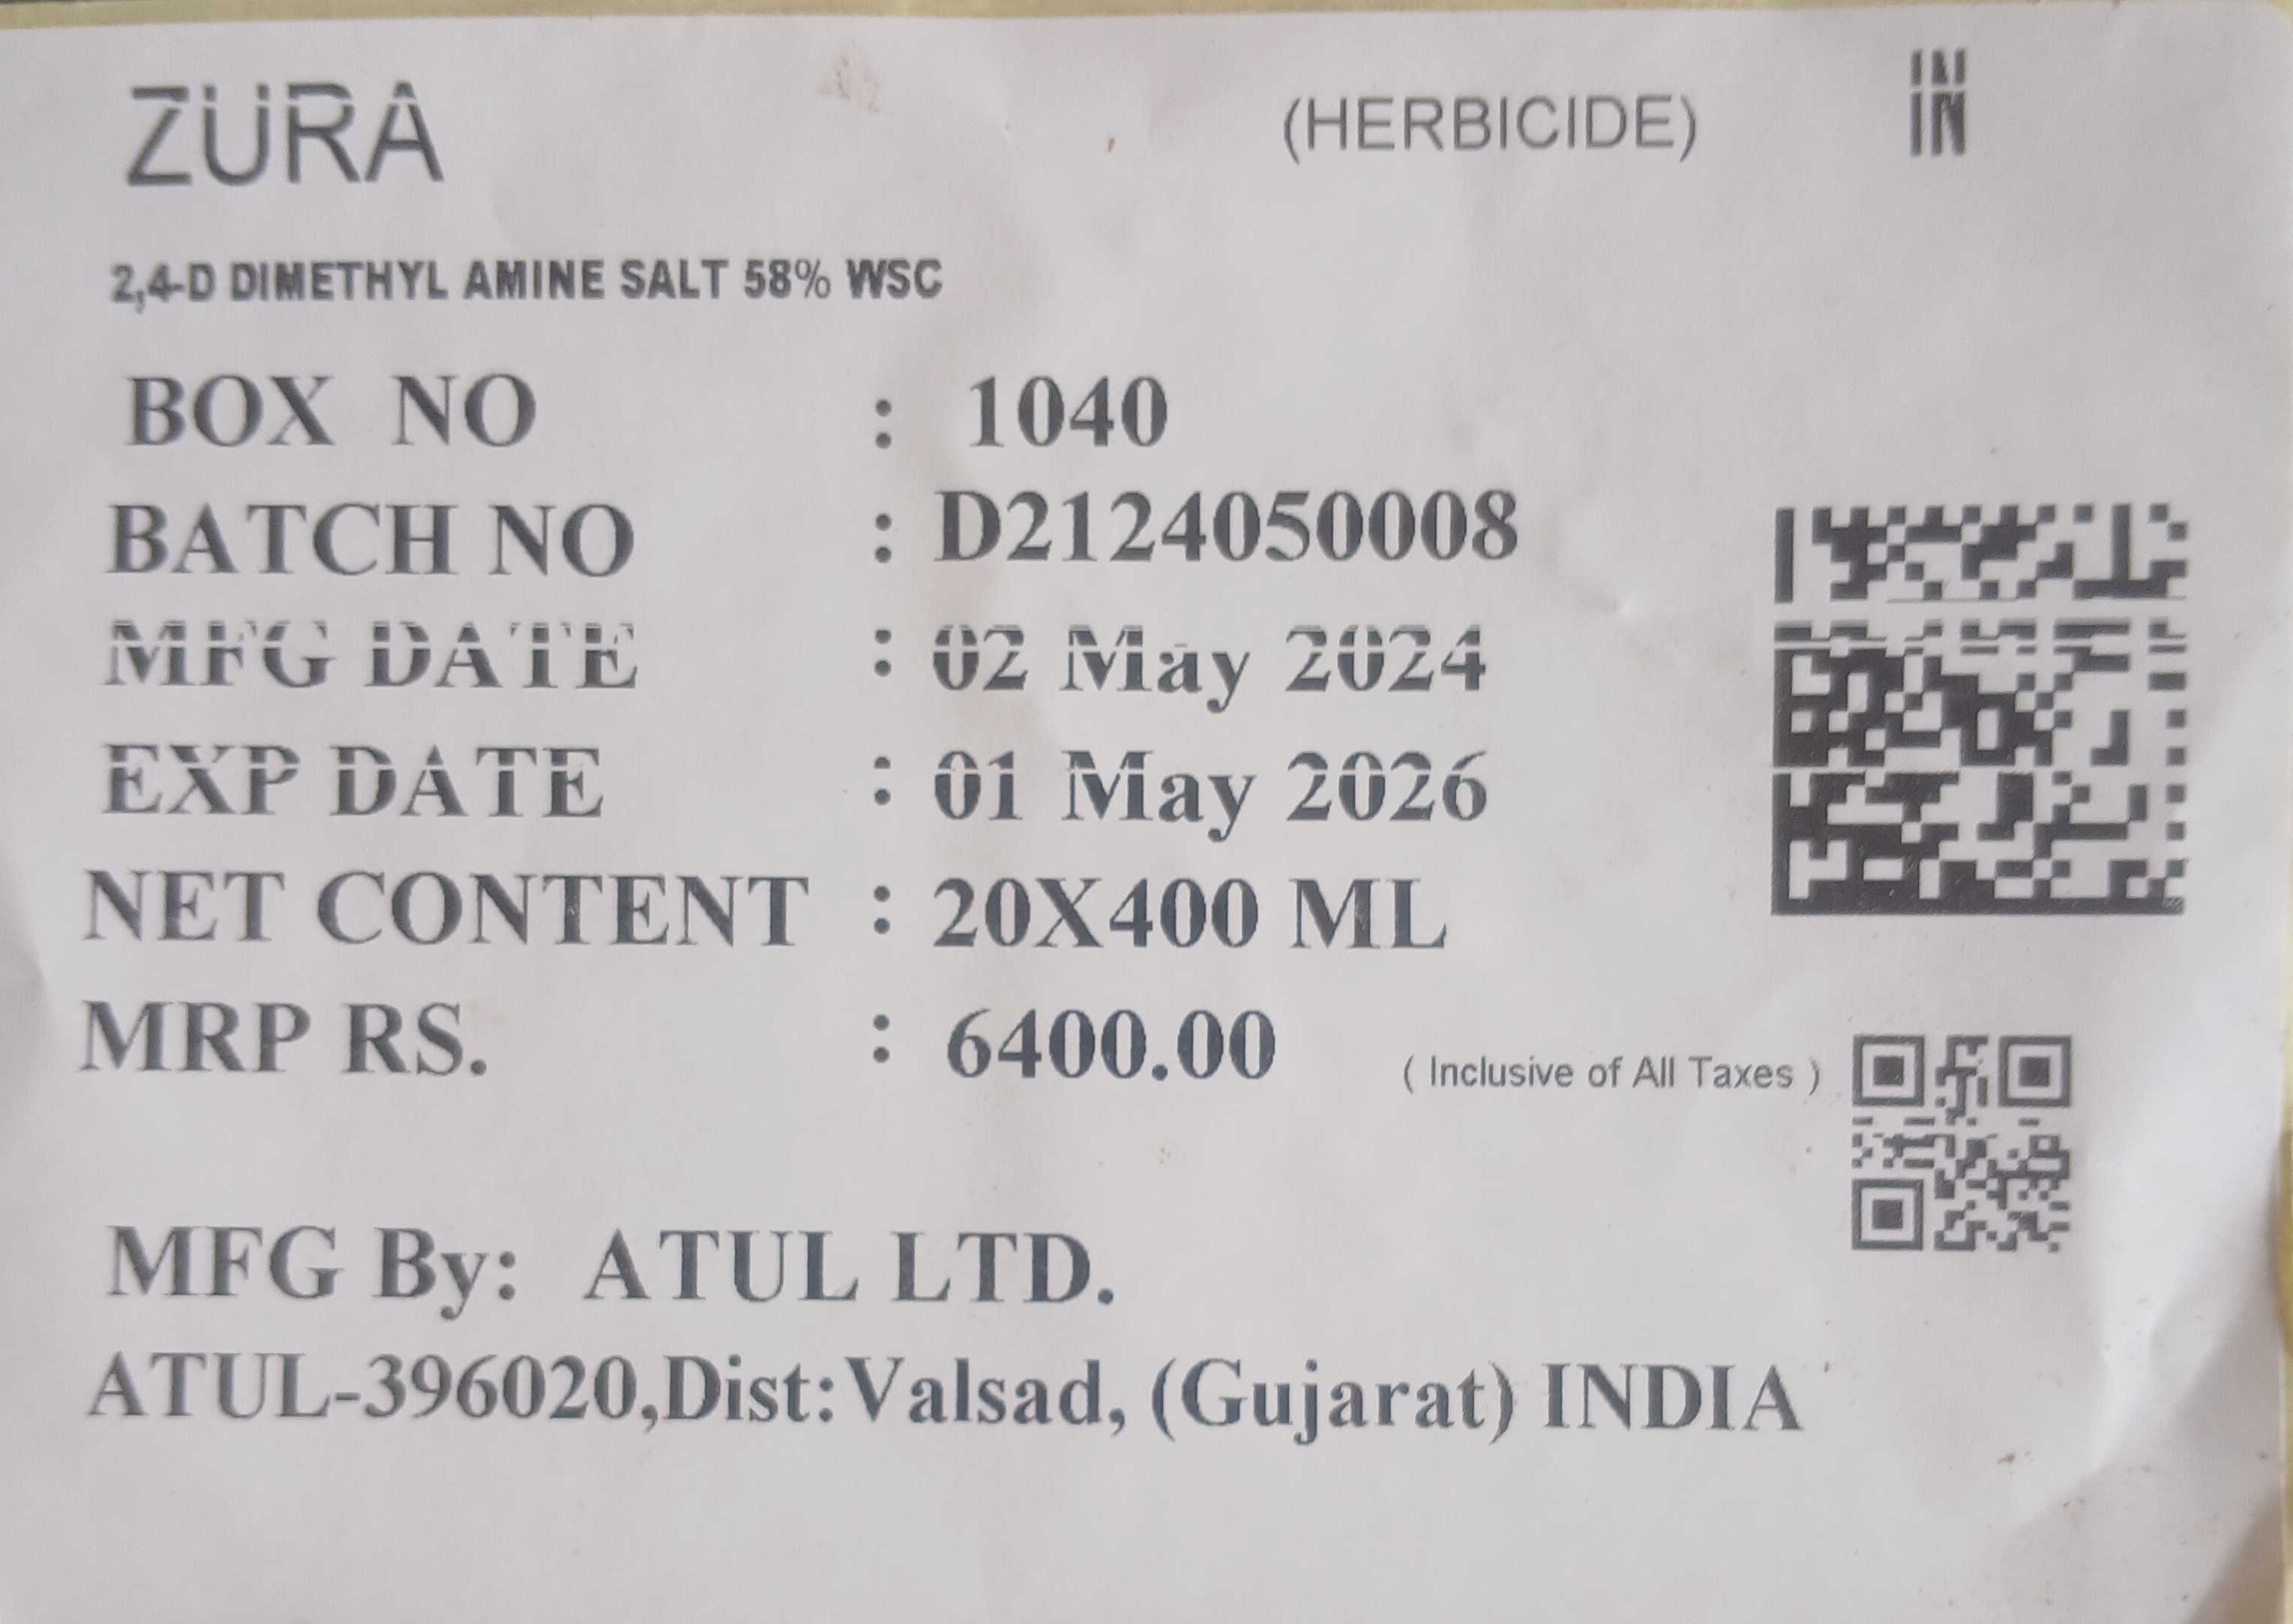 ZURA (HERBICIDE) IN
2,4-D DIMETHYL AMINE SALT 58% WSC
BOX NO : 1040
BATCH NO : D2124050008
MFG DATE : 02 May 2024
EXP DATE : 01 May 2026
NET CONTENT : 20X400 ML
MRP RS. : 6400.00 ( Inclusive of All Taxes )
MFG By: ATUL LTD.
ATUL-396020,Dist:Valsad, (Gujarat) INDIA